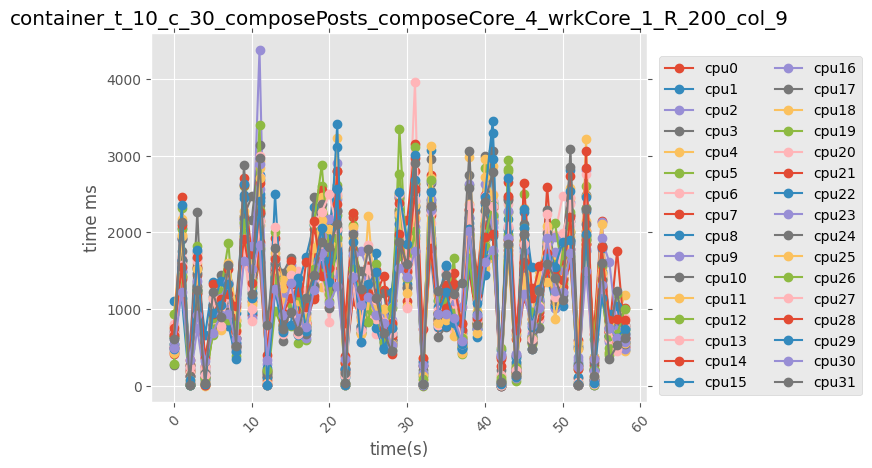 container_t_10_c_30_composePosts_composeCore_4_wrkCore_1_R_200_col_9
time ms
4000
3000
2000
1000
0
0
10
20
30
40
50
60
time(s)
cpu0
cpu1
cpu2
cpu3
cpu4
cpu5
cpu6
cpu7
cpu8
cpu9
cpu10
cpu11
cpu12
cpu13
cpu14
cpu15
cpu16
cpu17
cpu18
cpu19
cpu20
cpu21
cpu22
cpu23
cpu24
cpu25
cpu26
cpu27
cpu28
cpu29
cpu30
cpu31